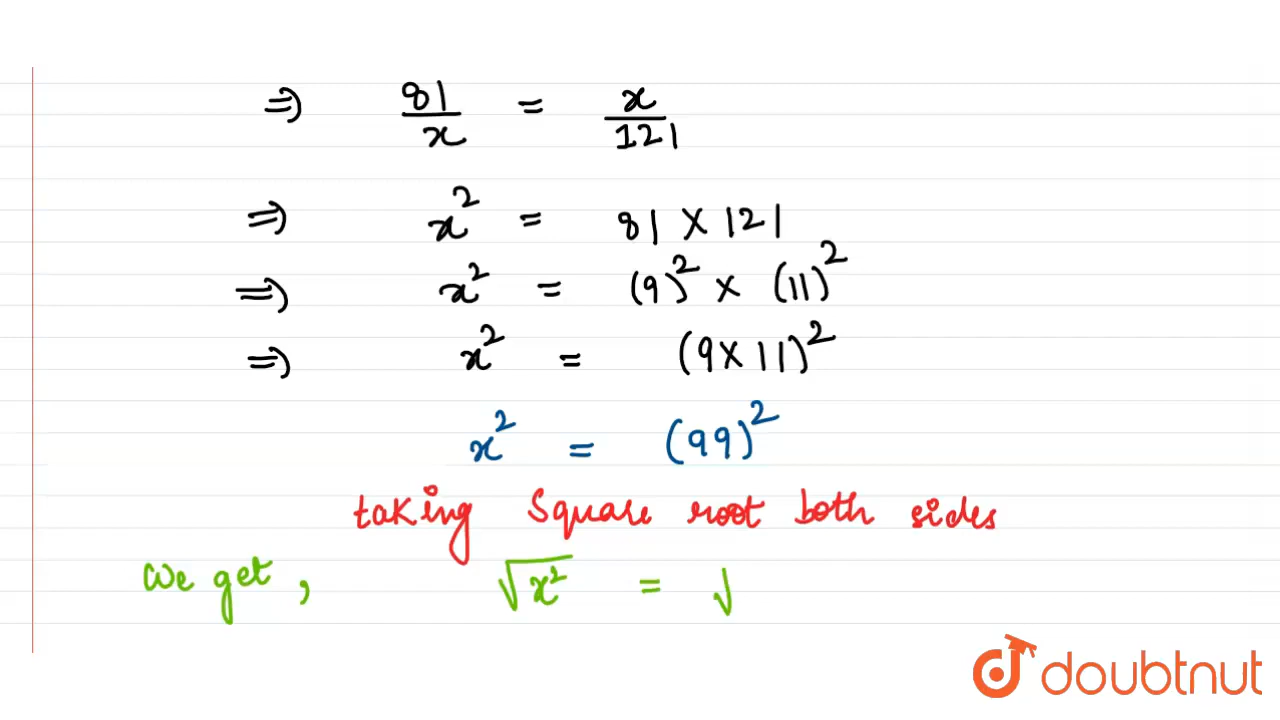 ⇒ 81/x = x/121
⇒ x² = 81 × 121
⇒ x² = (9)² × (11)²
⇒ x² = (9×11)²
x² = (99)²
taking Square root both sides
We get, √x² = √
doubtnut